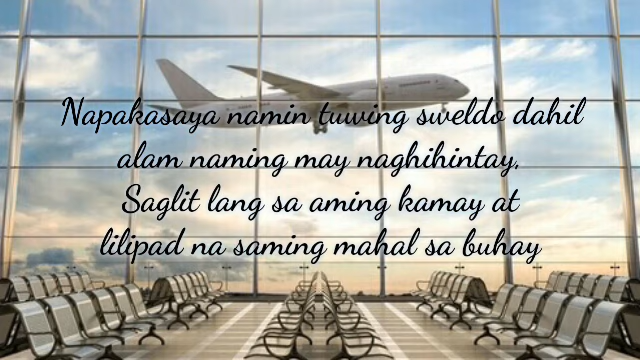 Napakasaya namin tuwing sweldo dahil
alam naming may naghihintay.
Saglit lang sa aming kamay at
lilipad na saming mahal sa buhay